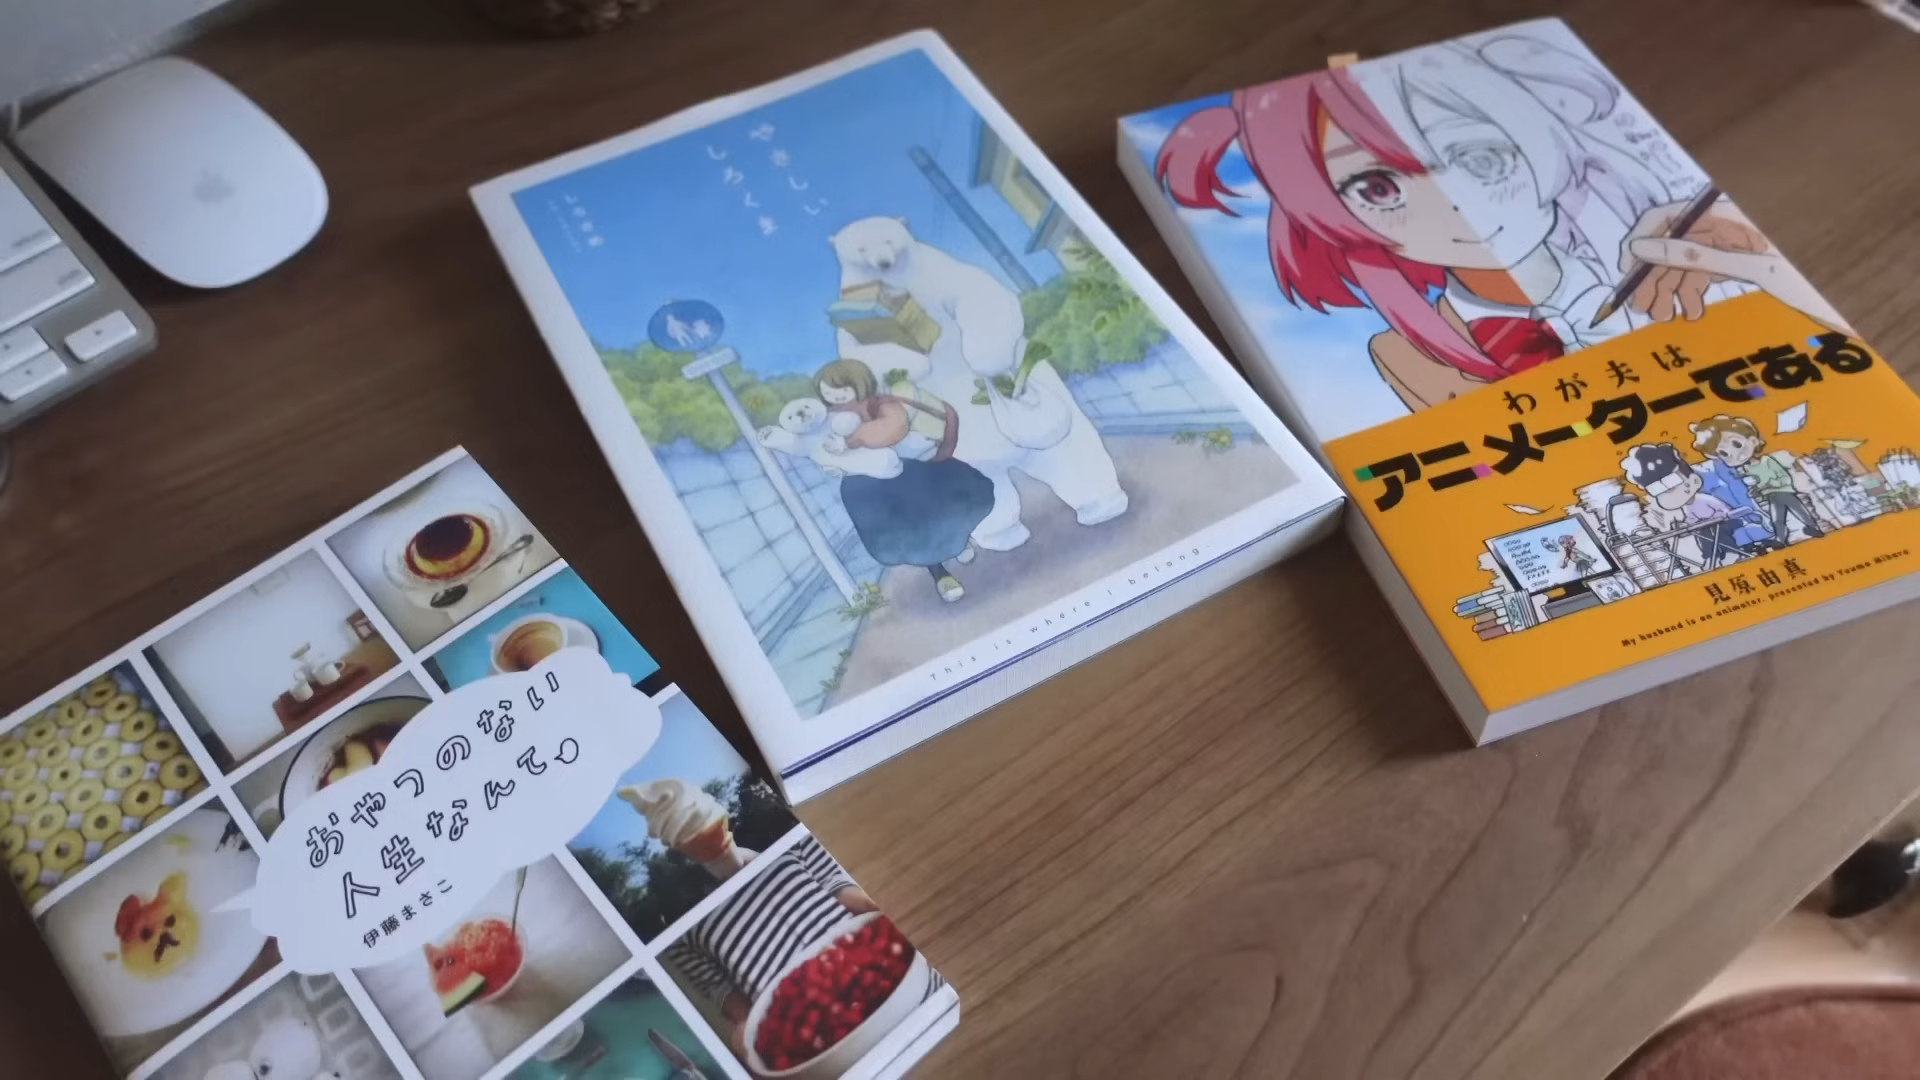 やさしい
しろくま
This is where I belong.
わが夫は
アニメーターである
見原由真
My husband is an animator. presented by Youma Mihara
おやつのない
人生なんて
伊藤まさこ